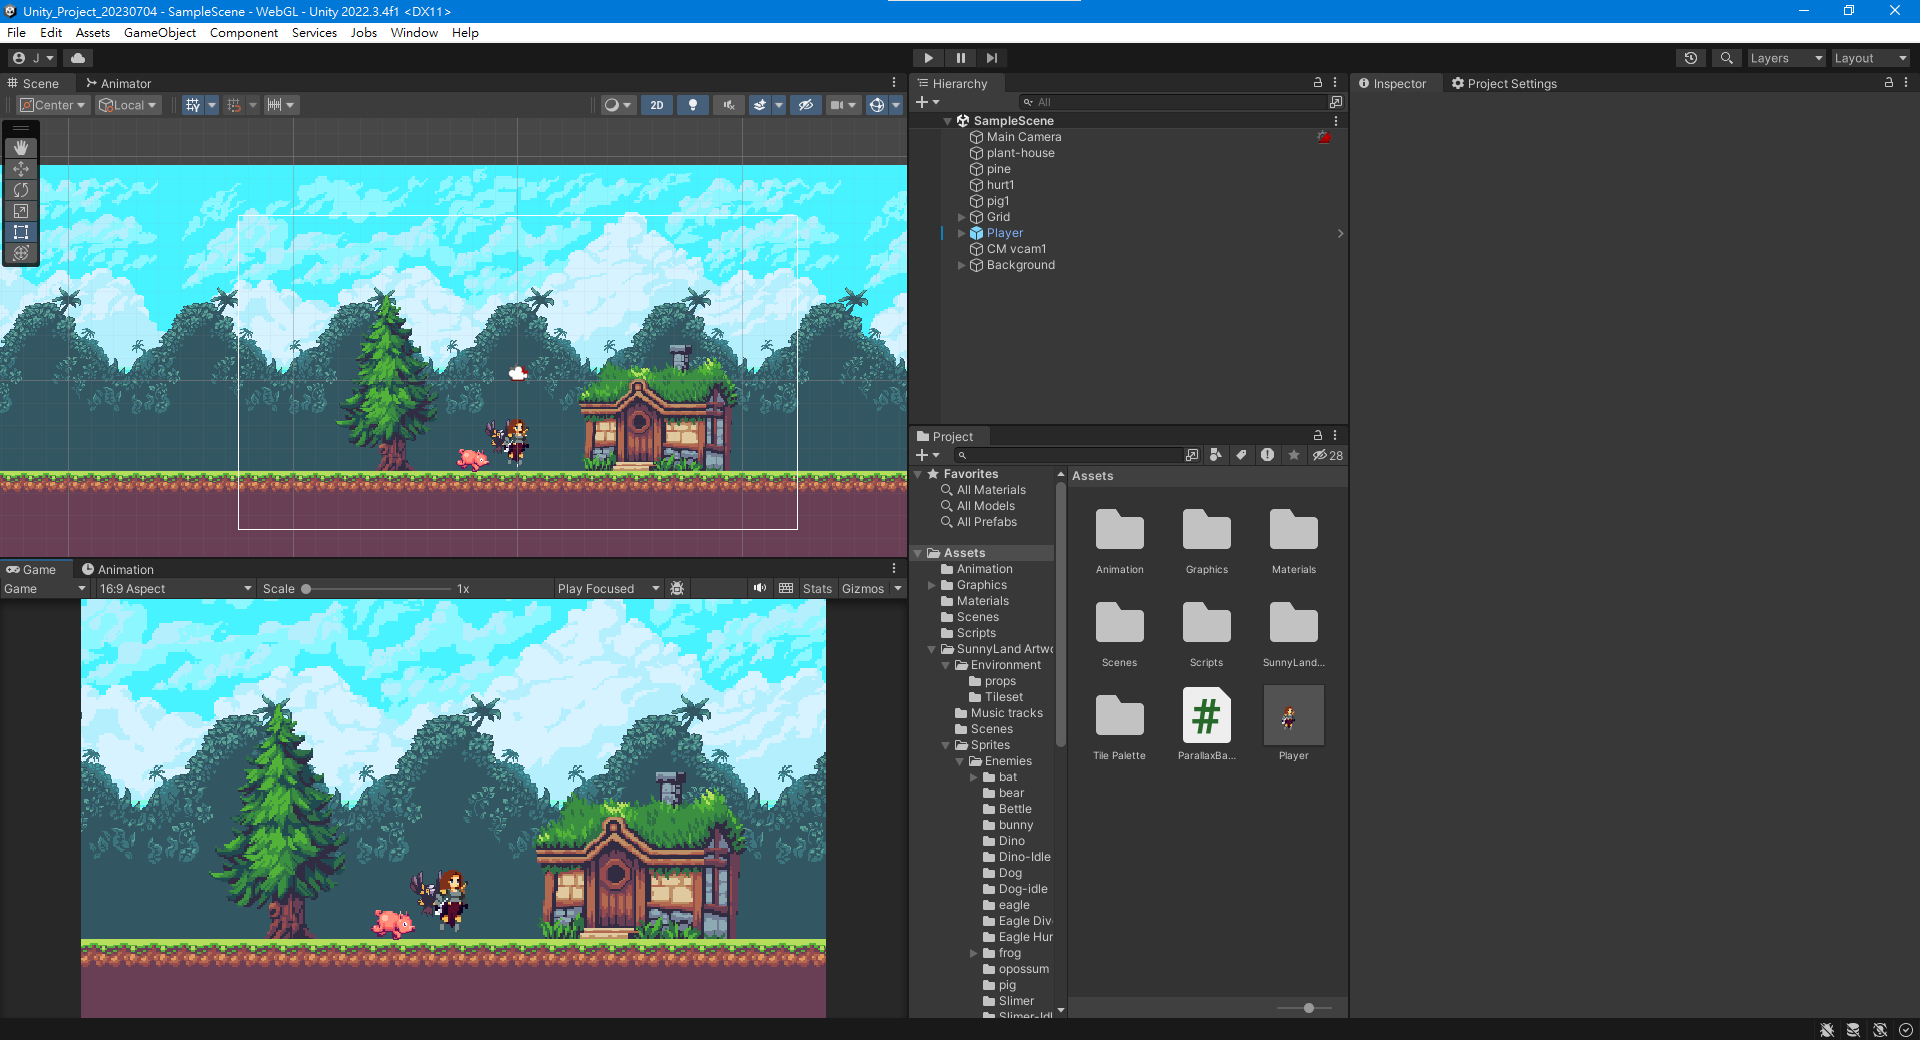 Unity_Project_20230704 - SampleScene - WebGL - Unity 2022.3.4f1 <DX11>
File Edit Assets GameObject Component Services Jobs Window Help
J
Layers
Layout
Scene
Animator
Center
Local
2D
Hierarchy
All
SampleScene
Main Camera
plant-house
pine
hurt1
pig1
Grid
Player
CM vcam1
Background
Inspector
Project Settings
Game
Animation
Game
16:9 Aspect
Scale
1x
Play Focused
Stats
Gizmos
Project
28
Favorites
All Materials
All Models
All Prefabs
Assets
Animation
Graphics
Materials
Scenes
Scripts
SunnyLand Artwo
Environment
props
Tileset
Music tracks
Scenes
Sprites
Enemies
bat
bear
Bettle
bunny
Dino
Dino-Idle
Dog
Dog-idle
eagle
Eagle Div
Eagle Hur
frog
opossum
pig
Slimer
Slimer-Idl
Assets
Animation
Graphics
Materials
Scenes
Scripts
SunnyLand...
Tile Palette
#
ParallaxBa...
Player